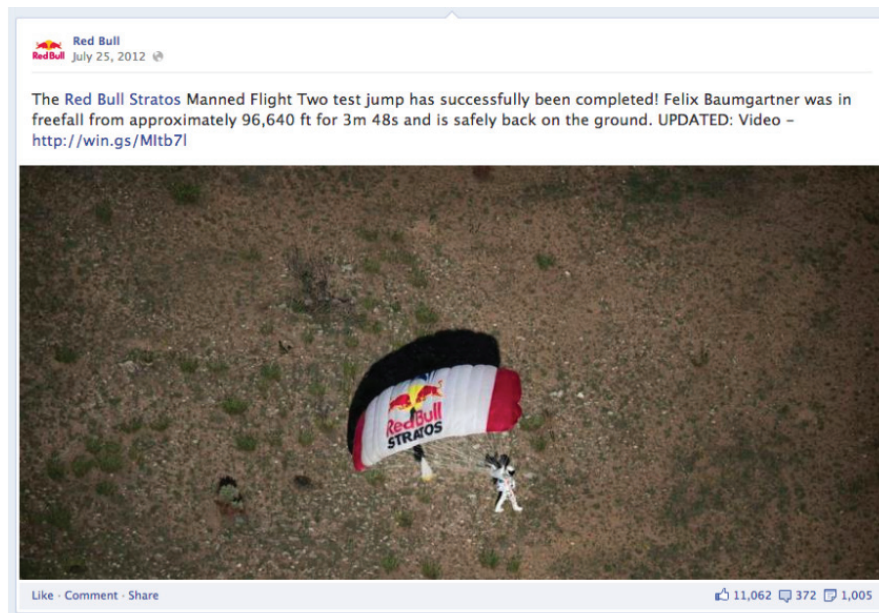 Red Bull
RedBull
July 25, 2012
The Red Bull Stratos Manned Flight Two test jump has successfully been completed! Felix Baumgartner was in
freefall from approximately 96,640 ft for 3m 48s and is safely back on the ground. UPDATED: Video –
http://win.gs/MItb7l
RedBull
STRATOS
Like · Comment · Share
11,062 372 1,005